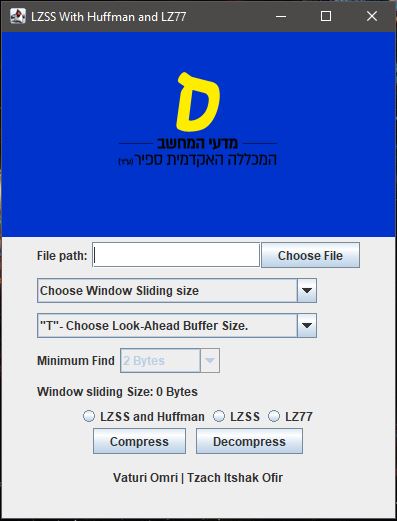 LZSS With Huffman and LZ77
ס
מדעי המחשב
המכללה האקדמית ספיר (ע"ר)
File path:
Choose File
Choose Window Sliding size
"T"- Choose Look-Ahead Buffer Size.
Minimum Find 2 Bytes
Window sliding Size: 0 Bytes
LZSS and Huffman LZSS LZ77
Compress Decompress
Vaturi Omri | Tzach Itshak Ofir